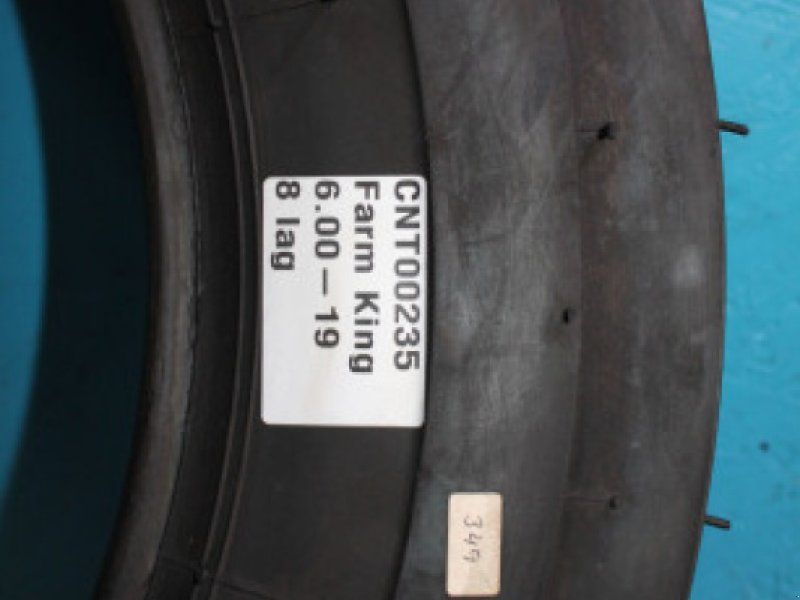 CNT00235
Farm King
6.00-19
8 lag
349